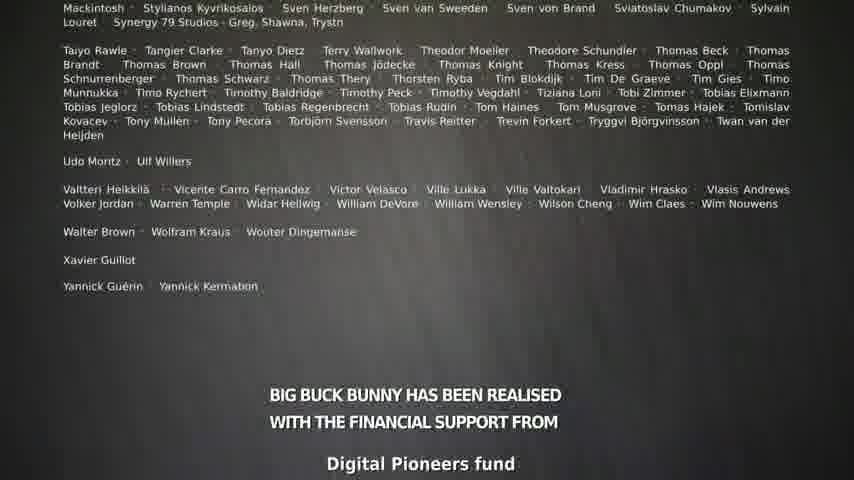 Mackintosh · Stylianos Kyvrikosaios · Sven Herzberg · Sven van Sweeden · Sven von Brand · Sviatoslav Chumakov · Sylvain
Louret · Synergy 79 Studios - Greg, Shawna, Trystn
Taiyo Rawle · Tangier Clarke · Tanyo Dietz · Terry Wallwork · Theodor Moeller · Theodore Schundler · Thomas Beck · Thomas
Brandt · Thomas Brown · Thomas Hall · Thomas Jödecke · Thomas Knight · Thomas Kress · Thomas Oppl · Thomas
Schnurrenberger · Thomas Schwarz · Thomas Thery · Thorsten Ryba · Tim Blokdijk · Tim De Graeve · Tim Gies · Timo
Munnukka · Timo Rychert · Timothy Baldridge · Timothy Peck · Timothy Vegdahl · Tiziana Loni · Tobi Zimmer · Tobias Elixmann
Tobias Jeglorz · Tobias Lindstedt · Tobias Regenbrecht · Tobias Rudin · Tom Haines · Tom Musgrove · Tomas Hajek · Tomislav
Kovacev · Tony Mullen · Tony Pecora · Torbjörn Svensson · Travis Reitter · Trevin Forkert · Tryggvi Björgvinsson · Twan van der
Heijden
Udo Moritz · Ulf Willers
Valtteri Heikkilä · Vicente Carro Fernandez · Victor Velasco · Ville Lukka · Ville Valtokari · Vladimir Hrasko · Vlasis Andrews
Volker Jordan · Warren Temple · Widar Hellwig · William DeVore · William Wensley · Wilson Cheng · Wim Claes · Wim Nouwens
Walter Brown · Wolfram Kraus · Wouter Dingemanse
Xavier Guillot
Yannick Guérin · Yannick Kermabon
BIG BUCK BUNNY HAS BEEN REALISED
WITH THE FINANCIAL SUPPORT FROM
Digital Pioneers fund